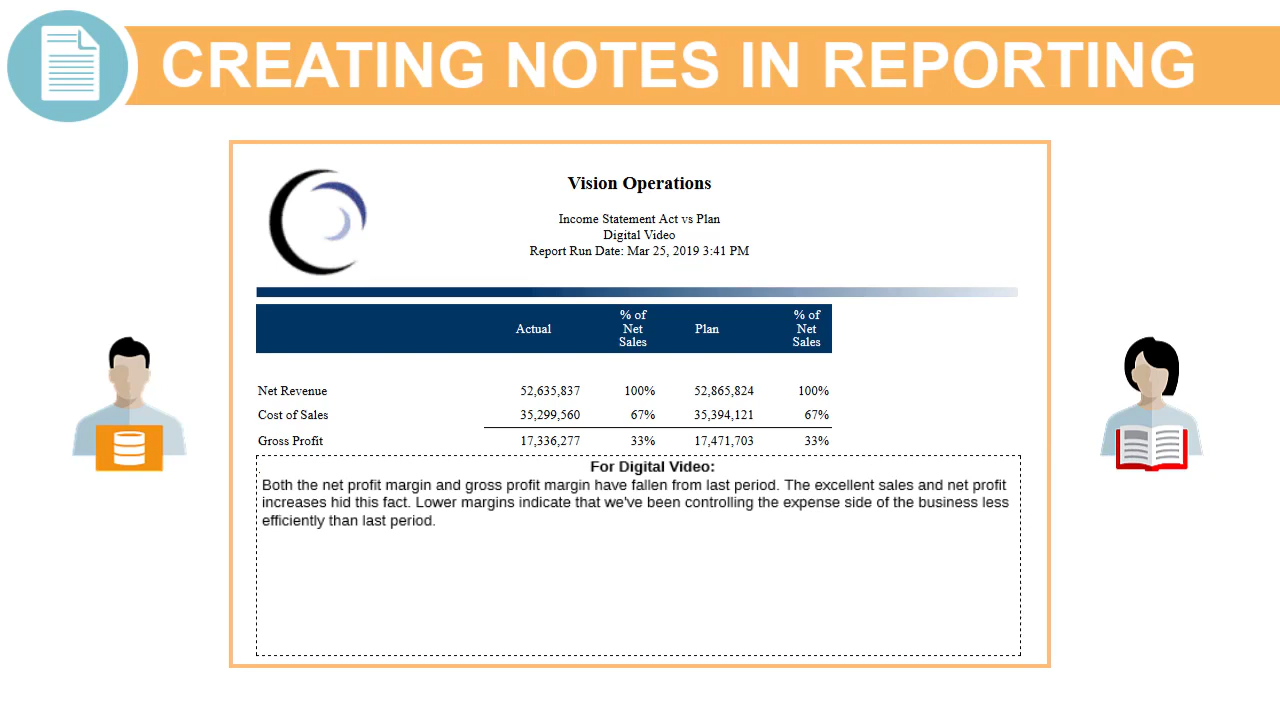 CREATING NOTES IN REPORTING
Vision Operations
Income Statement Act vs Plan
Digital Video
Report Run Date: Mar 25, 2019 3:41 PM
Actual % of Net Sales Plan % of Net Sales
Net Revenue 52,635,837 100% 52,865,824 100%
Cost of Sales 35,299,560 67% 35,394,121 67%
Gross Profit 17,336,277 33% 17,471,703 33%
For Digital Video:
Both the net profit margin and gross profit margin have fallen from last period. The excellent sales and net profit
increases hid this fact. Lower margins indicate that we've been controlling the expense side of the business less
efficiently than last period.